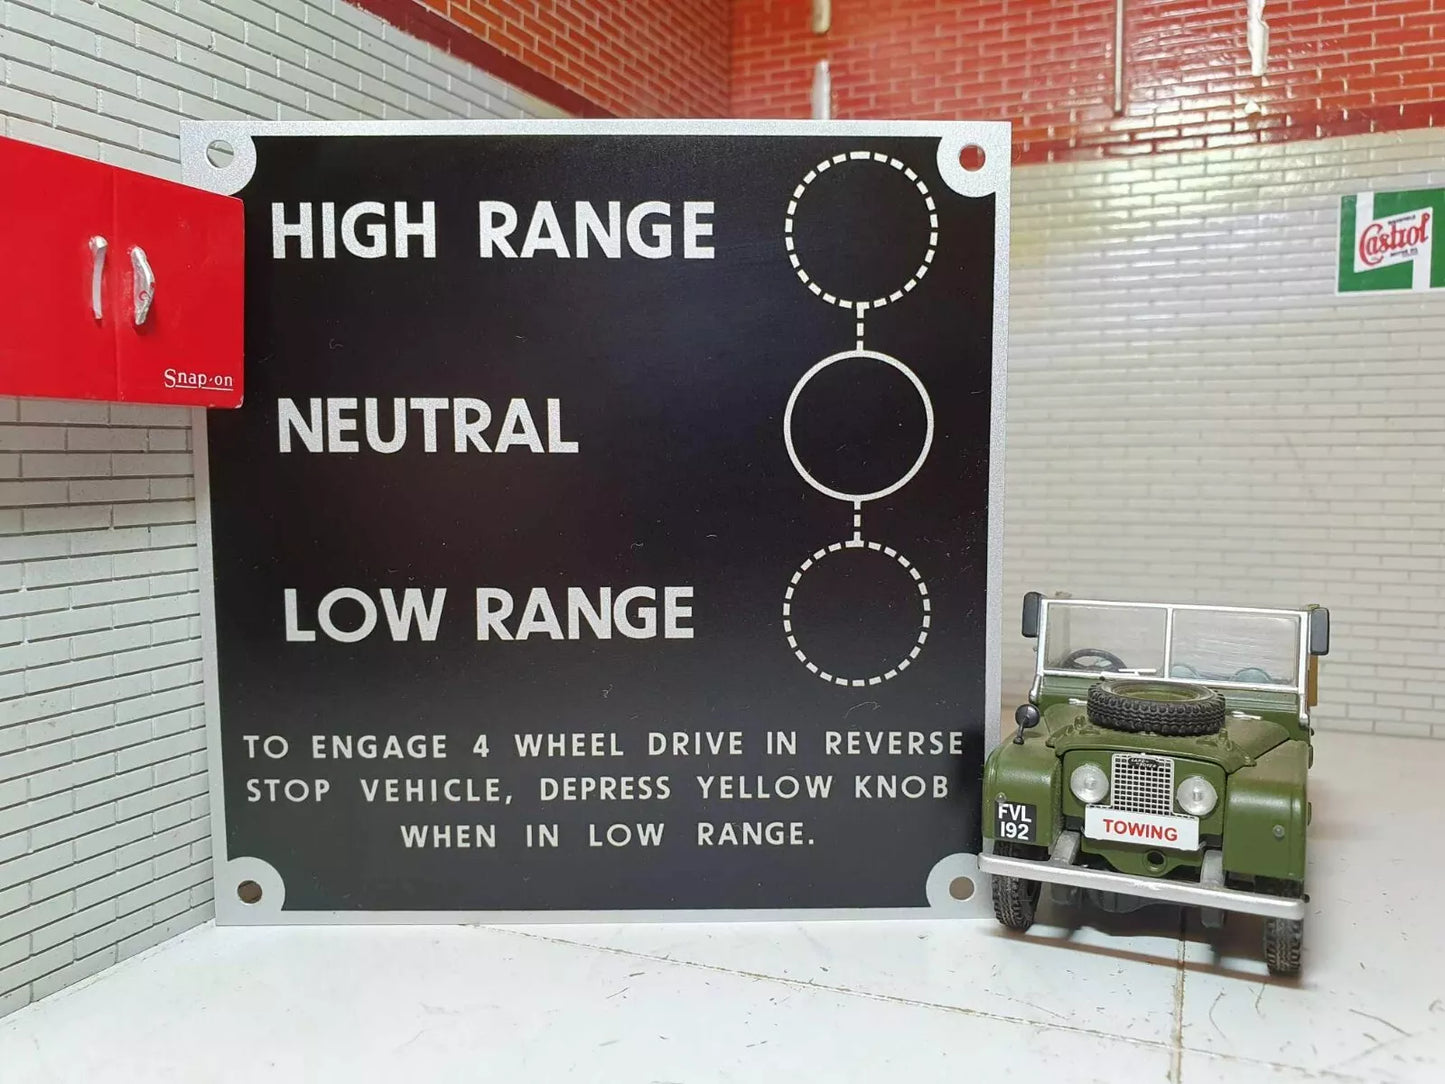 HIGH RANGE
NEUTRAL
LOW RANGE
TO ENGAGE 4 WHEEL DRIVE IN REVERSE
STOP VEHICLE, DEPRESS YELLOW KNOB
WHEN IN LOW RANGE.
Snap-on
Castrol
FVL
192
TOWING